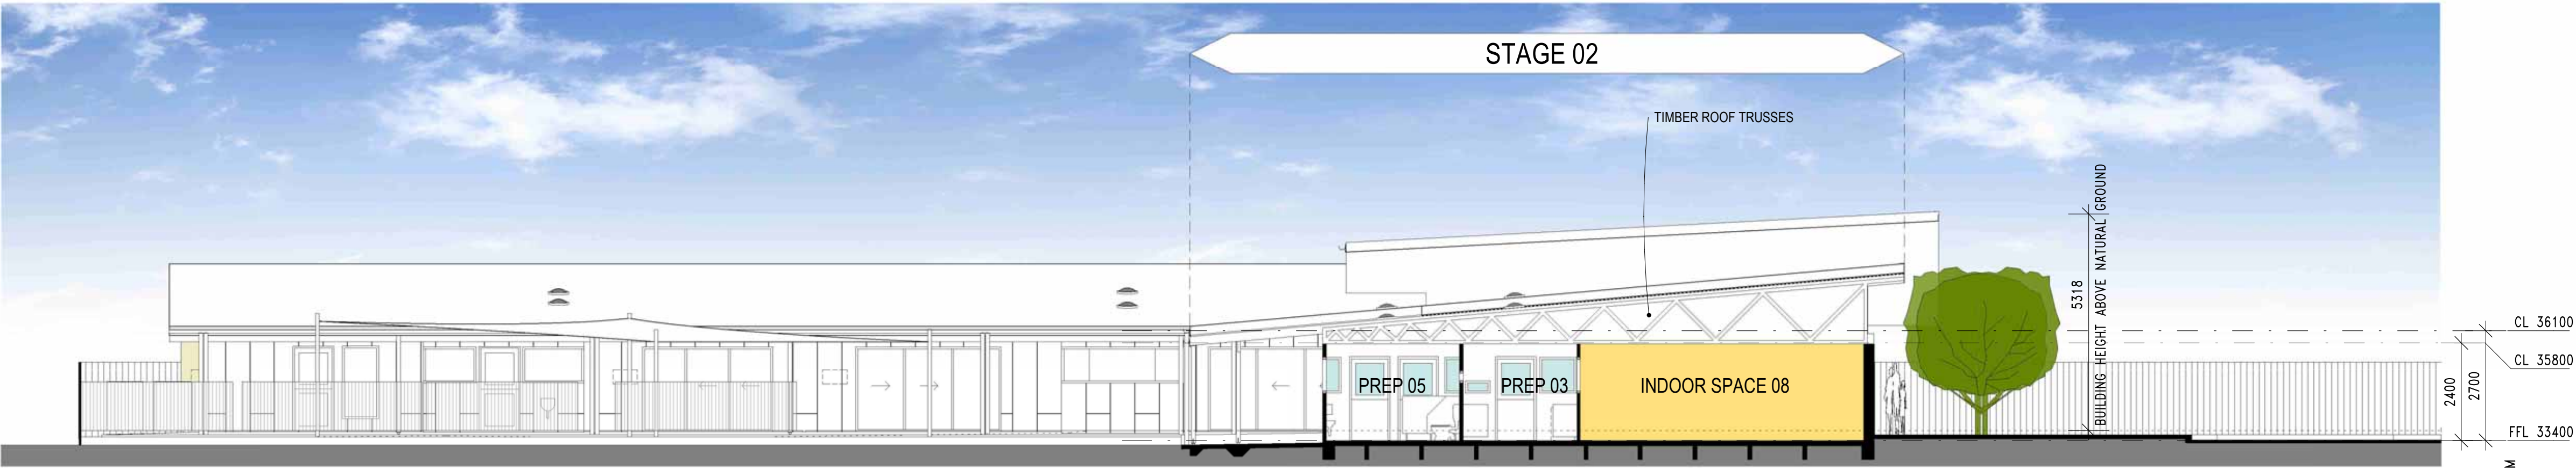 STAGE 02
TIMBER ROOF TRUSSES
BUILDING HEIGHT ABOVE NATURAL GROUND
5318
CL 36100
CL 35800
PREP 05
PREP 03
INDOOR SPACE 08
2400
2700
FFL 33400
M